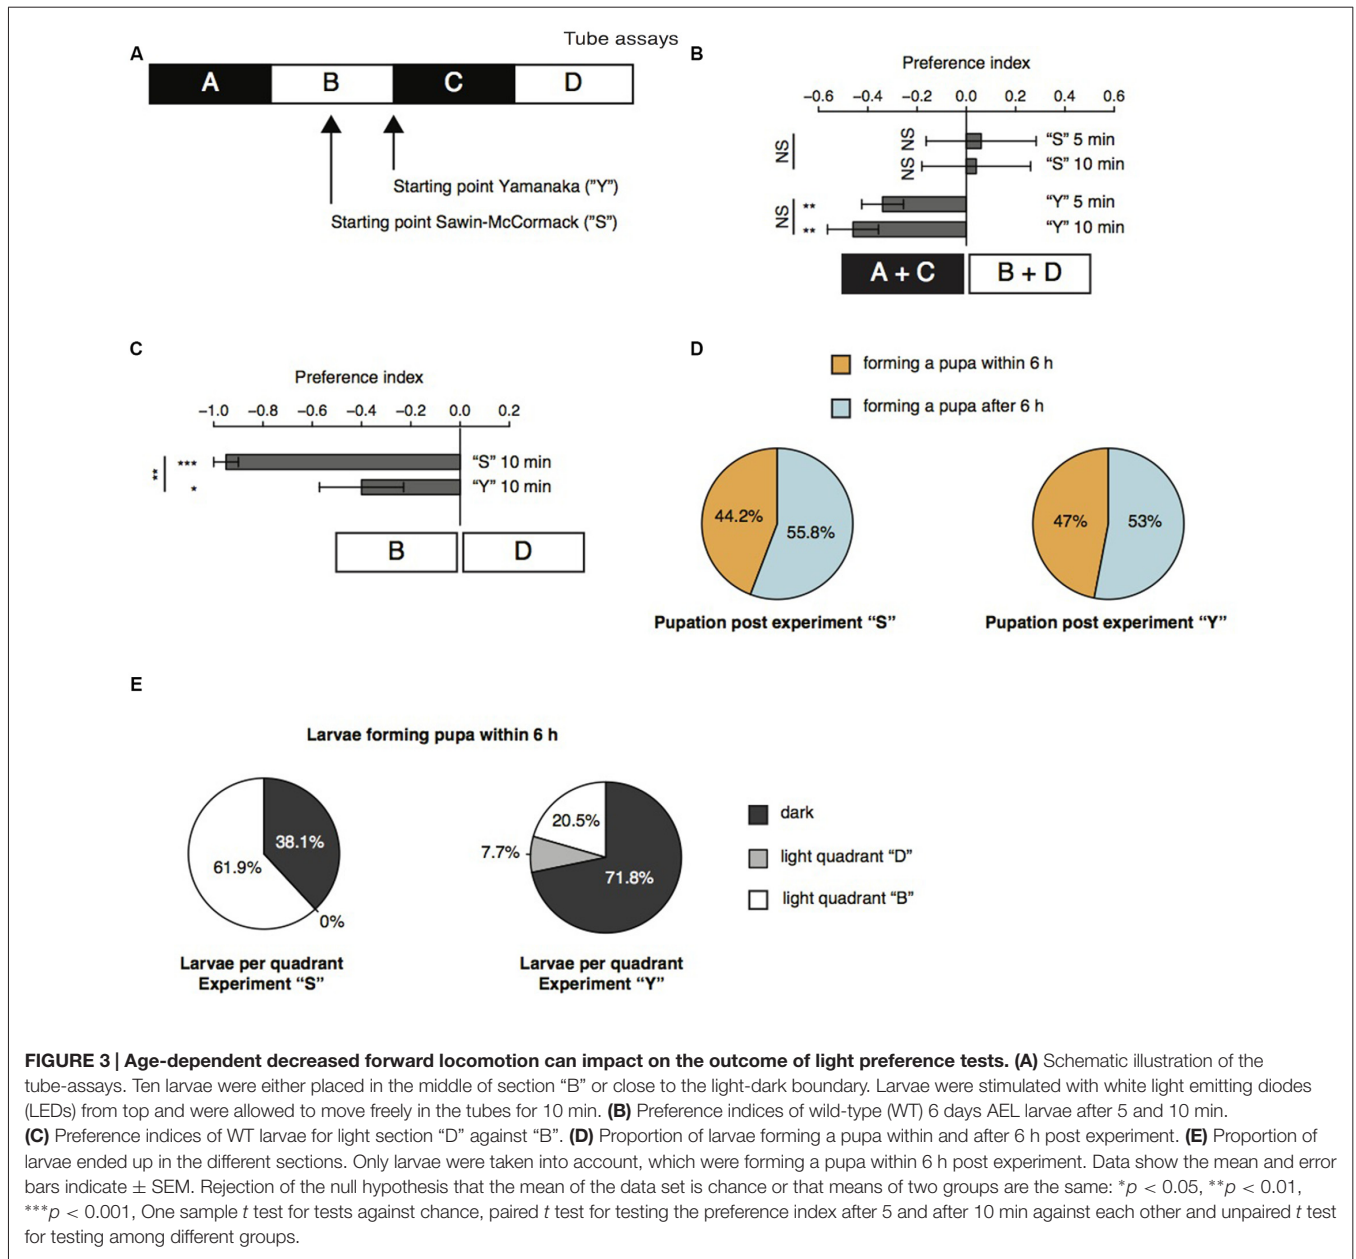 Tube assays
A
A B C D
Starting point Yamanaka ("Y")
Starting point Sawin-McCormack ("S")
B
Preference index
−0.6 −0.4 −0.2 0.0 0.2 0.4 0.6
NS NS "S" 5 min
NS "S" 10 min
NS ** "Y" 5 min
** "Y" 10 min
A + C B + D
C
Preference index
−1.0 −0.8 −0.6 −0.4 −0.2 0.0 0.2
** *** "S" 10 min
* "Y" 10 min
B D
D
forming a pupa within 6 h
forming a pupa after 6 h
44.2% 55.8%
47% 53%
Pupation post experiment "S"
Pupation post experiment "Y"
E
Larvae forming pupa within 6 h
38.1%
61.9%
0%
20.5%
7.7%
71.8%
dark
light quadrant "D"
light quadrant "B"
Larvae per quadrant
Experiment "S"
Larvae per quadrant
Experiment "Y"
FIGURE 3 | Age-dependent decreased forward locomotion can impact on the outcome of light preference tests. (A) Schematic illustration of the
tube-assays. Ten larvae were either placed in the middle of section "B" or close to the light-dark boundary. Larvae were stimulated with white light emitting diodes
(LEDs) from top and were allowed to move freely in the tubes for 10 min. (B) Preference indices of wild-type (WT) 6 days AEL larvae after 5 and 10 min.
(C) Preference indices of WT larvae for light section "D" against "B". (D) Proportion of larvae forming a pupa within and after 6 h post experiment. (E) Proportion of
larvae ended up in the different sections. Only larvae were taken into account, which were forming a pupa within 6 h post experiment. Data show the mean and error
bars indicate ± SEM. Rejection of the null hypothesis that the mean of the data set is chance or that means of two groups are the same: *p < 0.05, **p < 0.01,
***p < 0.001, One sample t test for tests against chance, paired t test for testing the preference index after 5 and after 10 min against each other and unpaired t test
for testing among different groups.